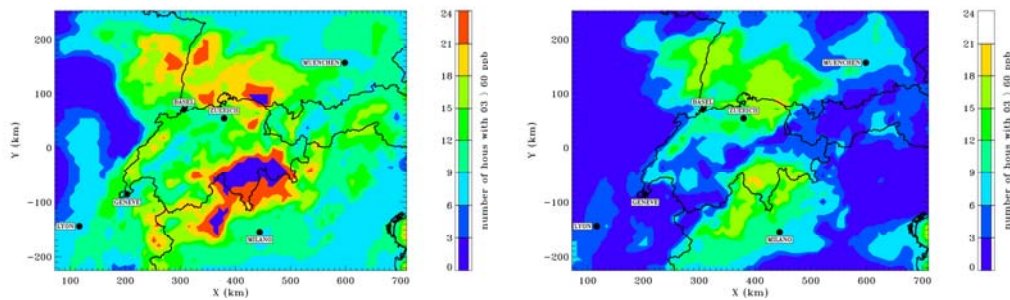 200
100
0
−100
−200
Y (km)
100 200 300 400 500 600 700
X (km)
MUENCHEN
BASEL
ZUERICH
GENEVE
LYON
MILANO
24
21
18
15
12
9
6
3
0
number of hous with O3 ⟩ 60 ppb
200
100
0
−100
−200
Y (km)
100 200 300 400 500 600 700
X (km)
MUENCHEN
BASEL
ZUERICH
GENEVE
LYON
MILANO
24
21
18
15
12
9
6
3
0
number of hous with O3 ⟩ 60 ppb